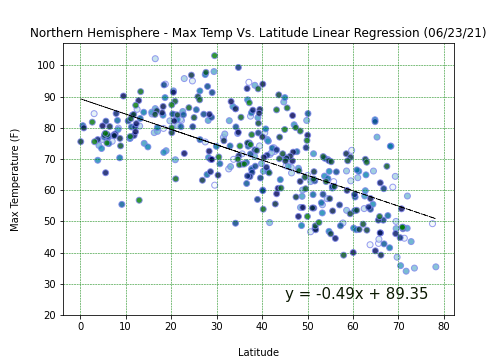 Northern Hemisphere - Max Temp Vs. Latitude Linear Regression (06/23/21)
Max Temperature (F)
100
90
80
70
60
50
40
30
20
y = -0.49x + 89.35
0 10 20 30 40 50 60 70 80
Latitude